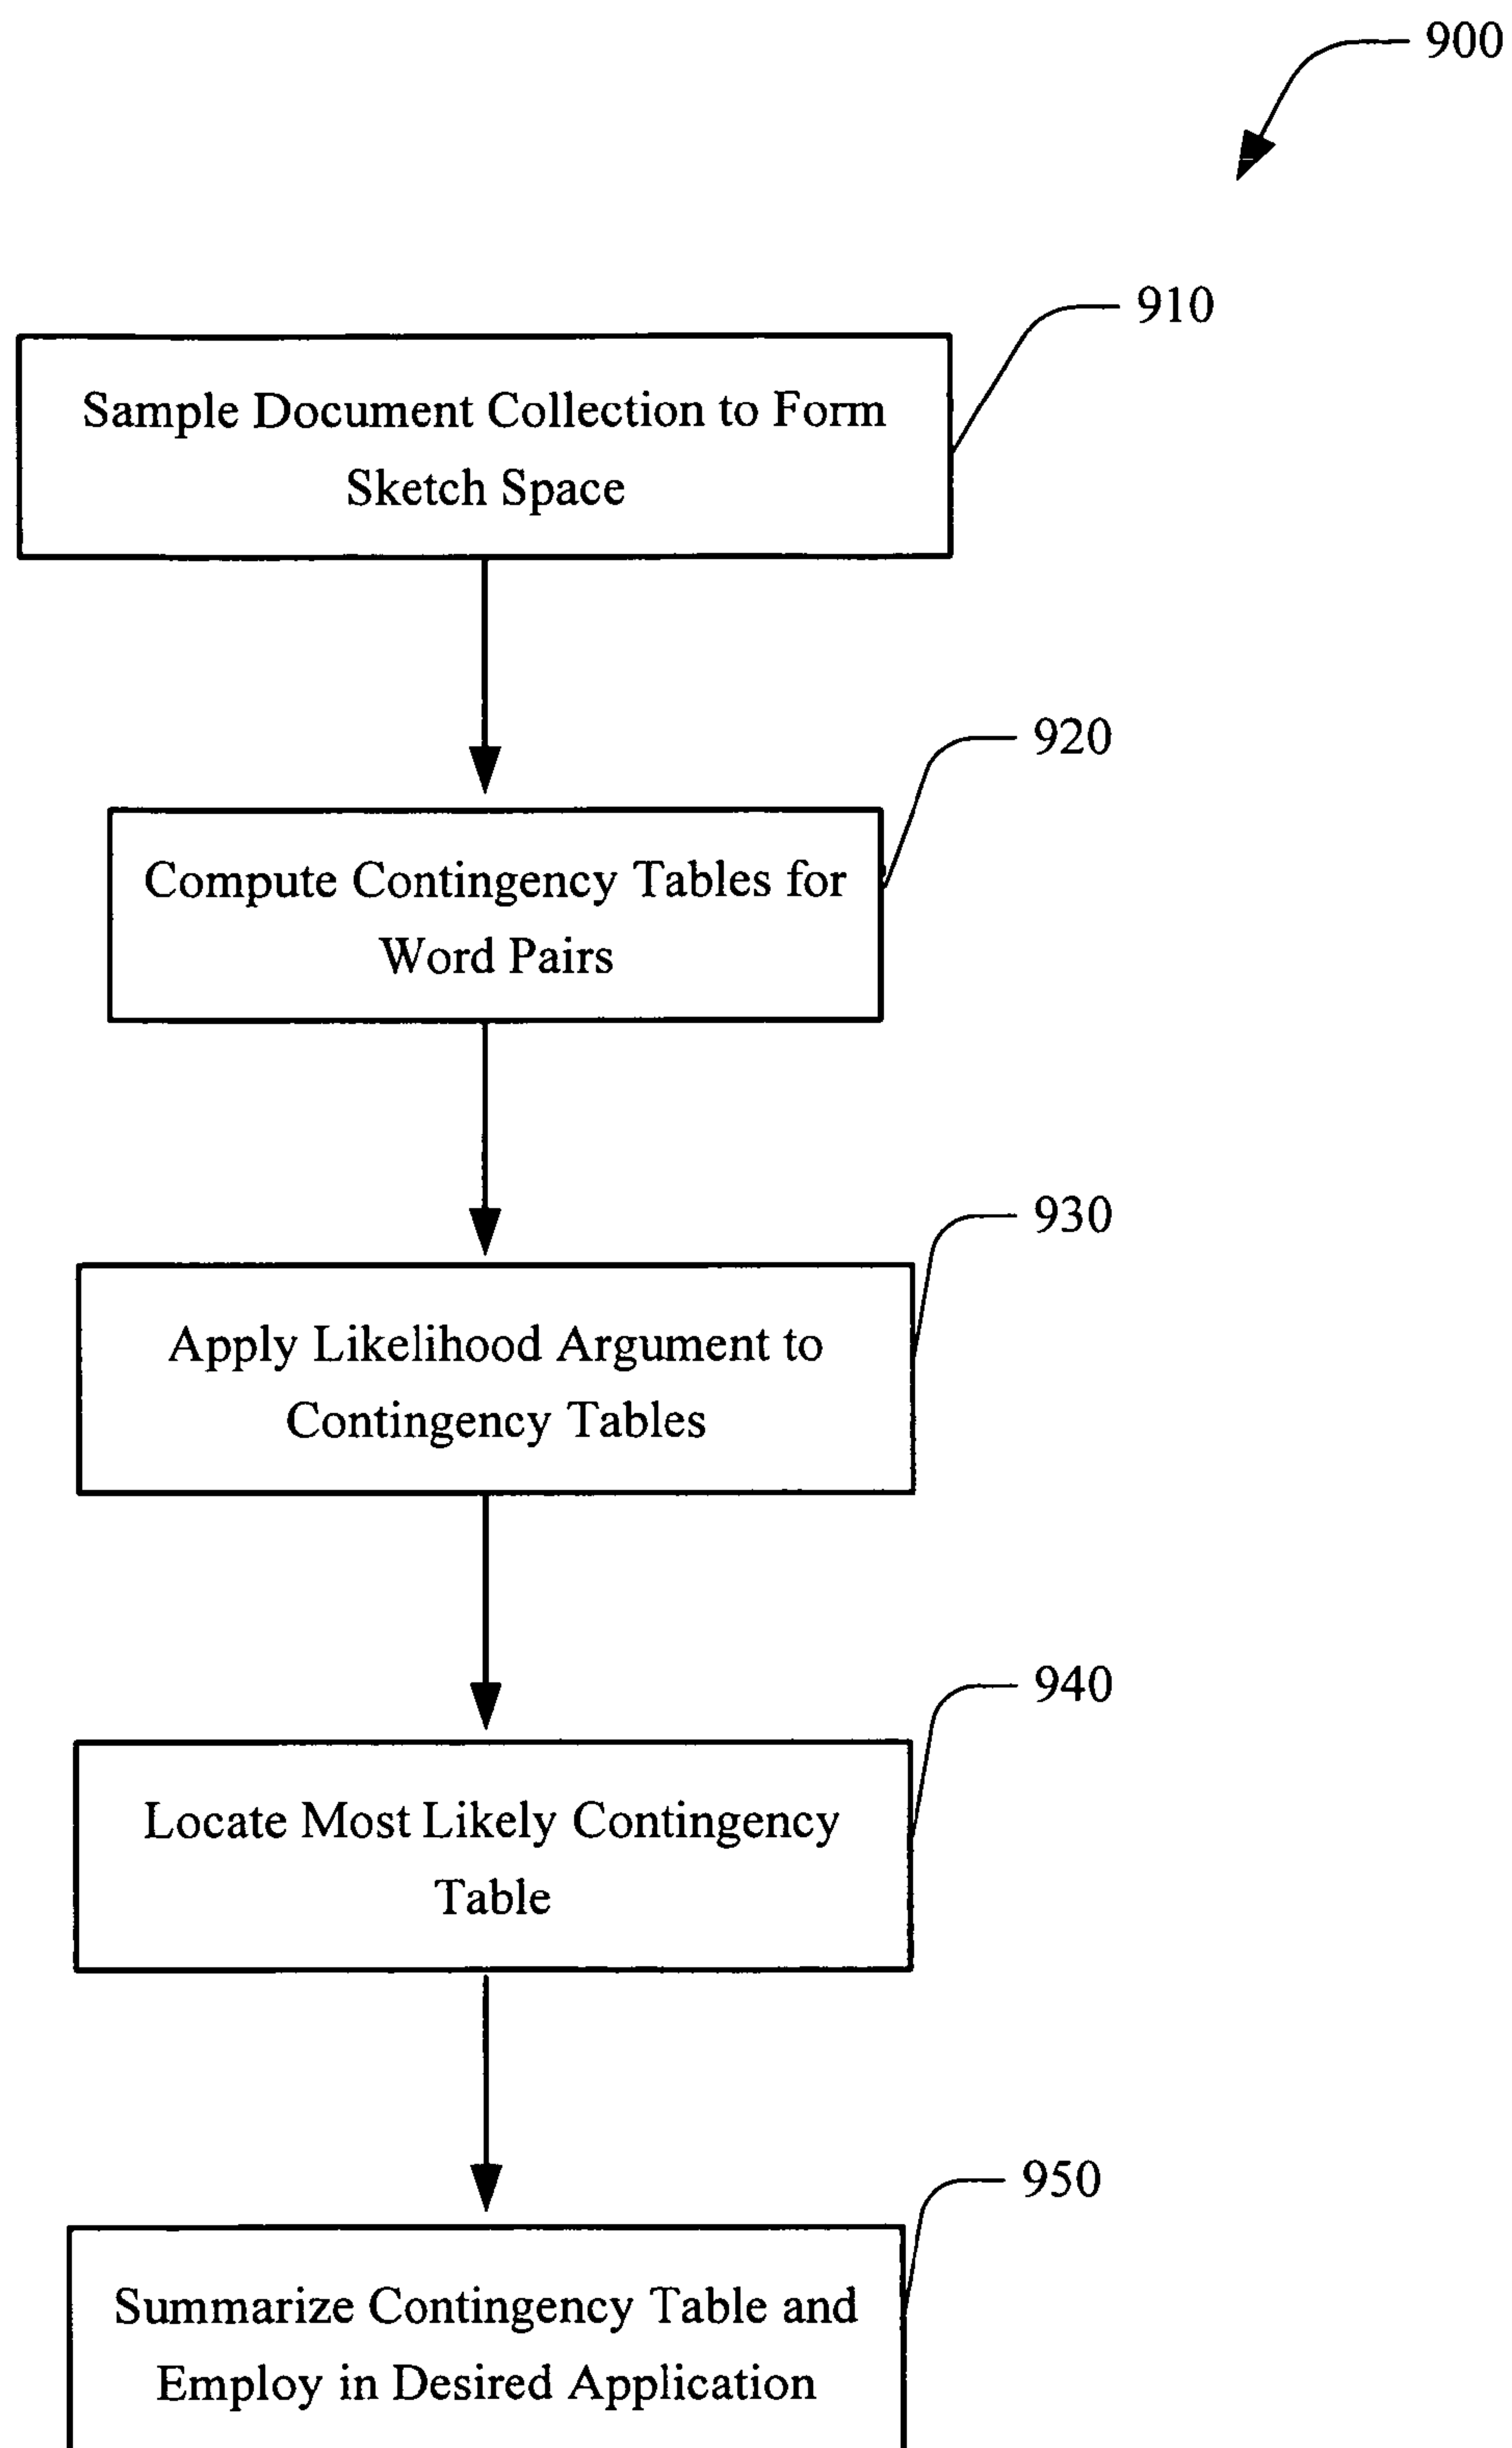 900
910
Sample Document Collection to Form
Sketch Space
920
Compute Contingency Tables for
Word Pairs
930
Apply Likelihood Argument to
Contingency Tables
940
Locate Most Likely Contingency
Table
950
Summarize Contingency Table and
Employ in Desired Application